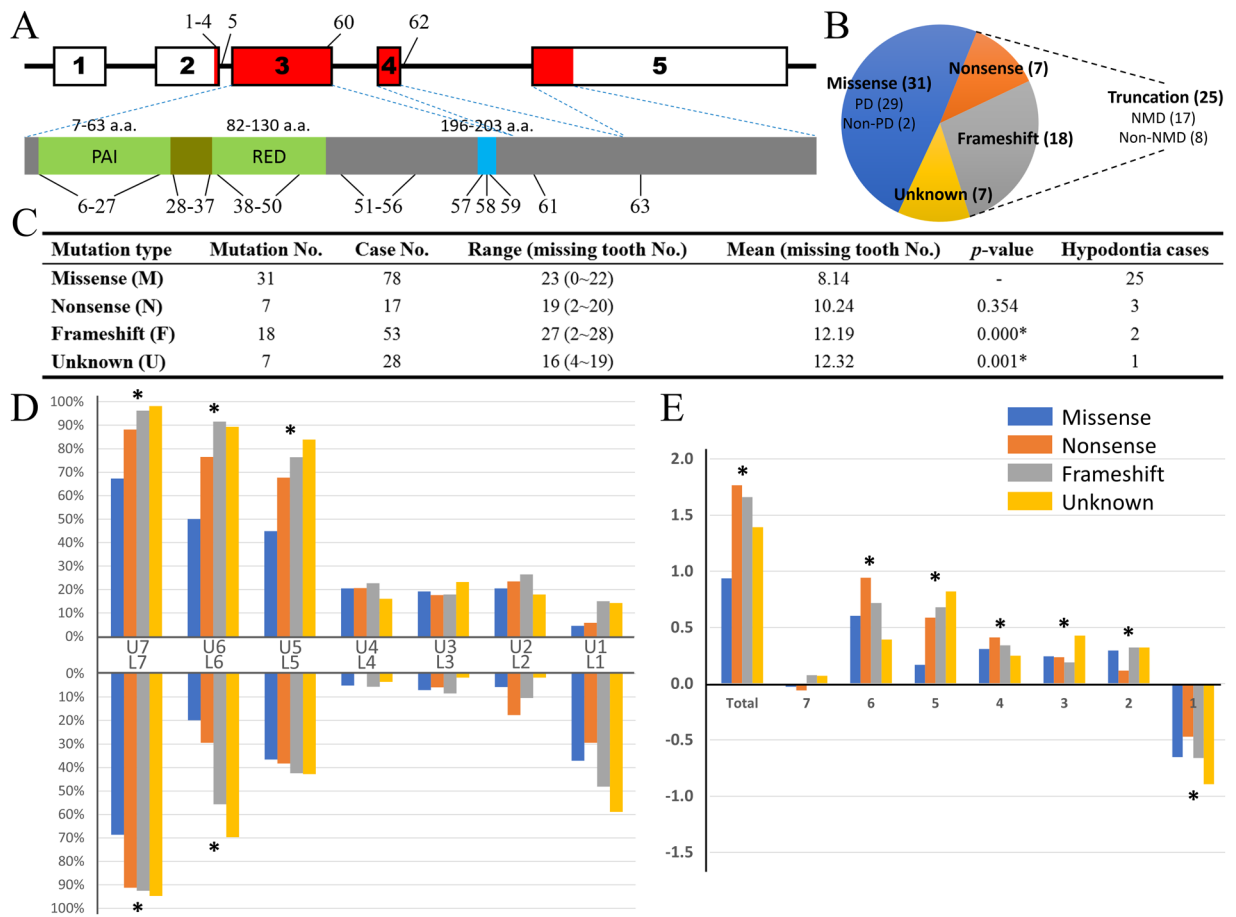 A
1-4
5
60
62
1
2
3
4
5
7-63 a.a.
82-130 a.a.
196-203 a.a.
PAI
RED
6-27
28-37
38-50
51-56
57
58
59
61
63
B
Missense (31)
PD (29)
Non-PD (2)
Nonsense (7)
Frameshift (18)
Unknown (7)
Truncation (25)
NMD (17)
Non-NMD (8)
C
Mutation type Mutation No. Case No. Range (missing tooth No.) Mean (missing tooth No.) p-value Hypodontia cases
Missense (M) 31 78 23 (0~22) 8.14 - 25
Nonsense (N) 7 17 19 (2~20) 10.24 0.354 3
Frameshift (F) 18 53 27 (2~28) 12.19 0.000* 2
Unknown (U) 7 28 16 (4~19) 12.32 0.001* 1
D
100%
90%
80%
70%
60%
50%
40%
30%
20%
10%
0%
* * *
U7 U6 U5 U4 U3 U2 U1
L7 L6 L5 L4 L3 L2 L1
0%
10%
20%
30%
40%
50%
60%
70%
80%
90%
100%
*
*
E
Missense
Nonsense
Frameshift
Unknown
2.0
1.5
1.0
0.5
0.0
-0.5
-1.0
-1.5
* * * * * *
Total 7 6 5 4 3 2 1
*